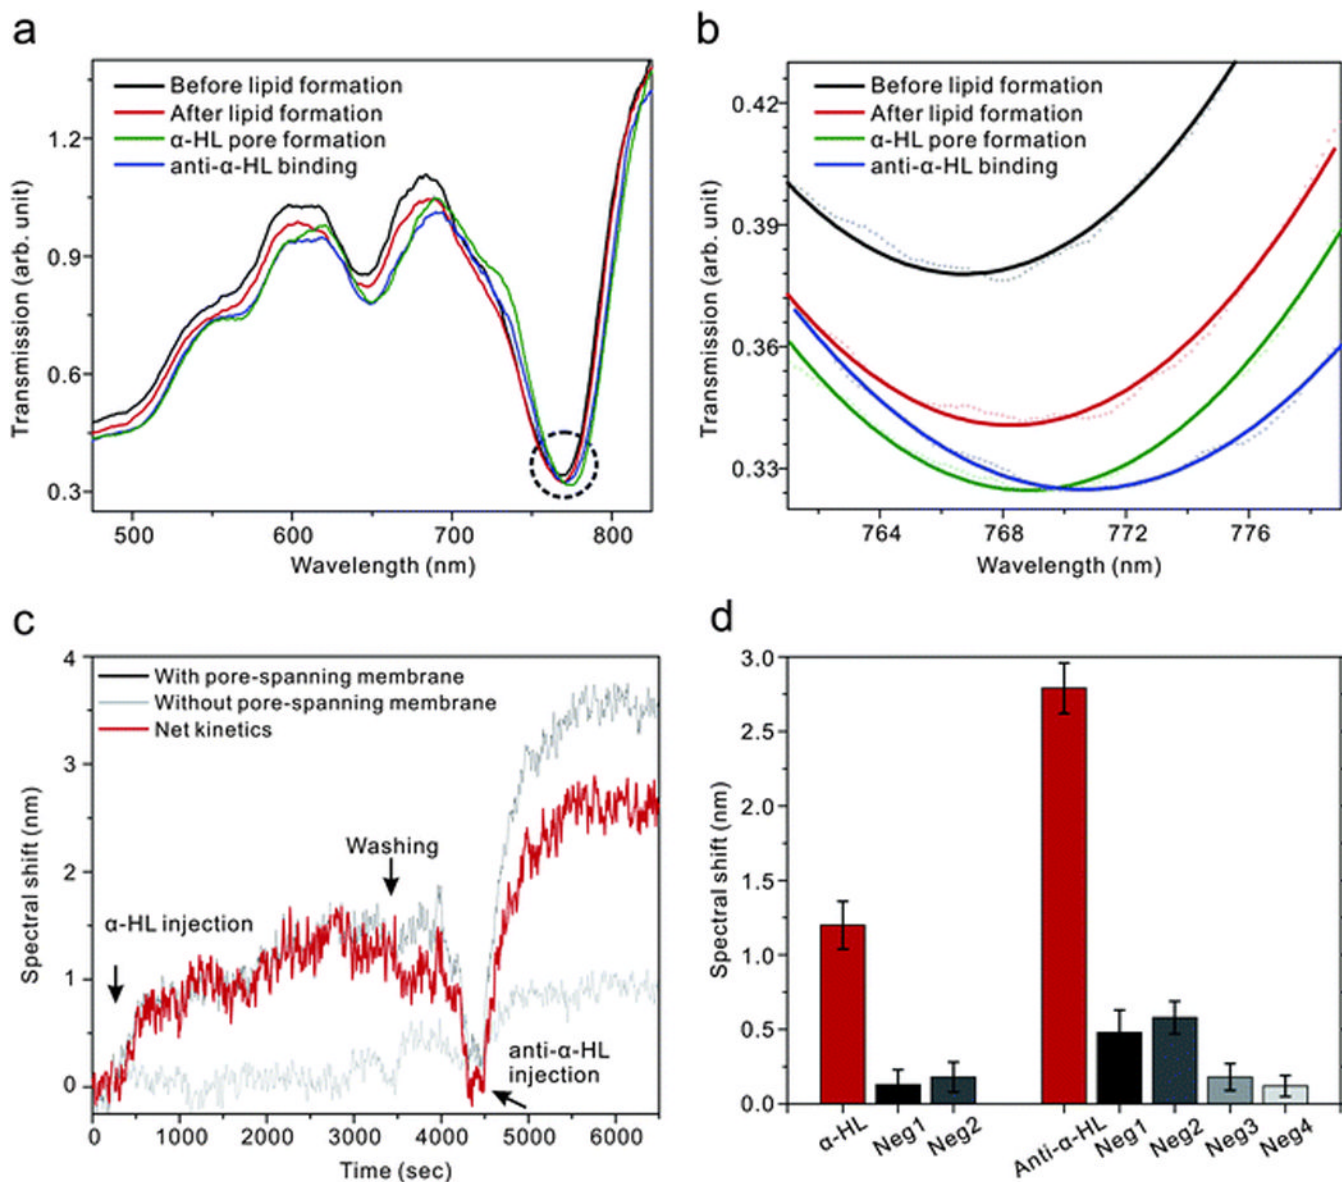 a
Before lipid formation
After lipid formation
α-HL pore formation
anti-α-HL binding
Transmission (arb. unit)
1.2
0.9
0.6
0.3
500 600 700 800
Wavelength (nm)
b
Before lipid formation
After lipid formation
α-HL pore formation
anti-α-HL binding
Transmission (arb. unit)
0.42
0.39
0.36
0.33
764 768 772 776
Wavelength (nm)
c
With pore-spanning membrane
Without pore-spanning membrane
Net kinetics
Spectral shift (nm)
4
3
2
1
0
α-HL injection
Washing
anti-α-HL
injection
0 1000 2000 3000 4000 5000 6000
Time (sec)
d
Spectral shift (nm)
3.0
2.5
2.0
1.5
1.0
0.5
0.0
α-HL Neg1 Neg2 Anti-α-HL Neg1 Neg2 Neg3 Neg4